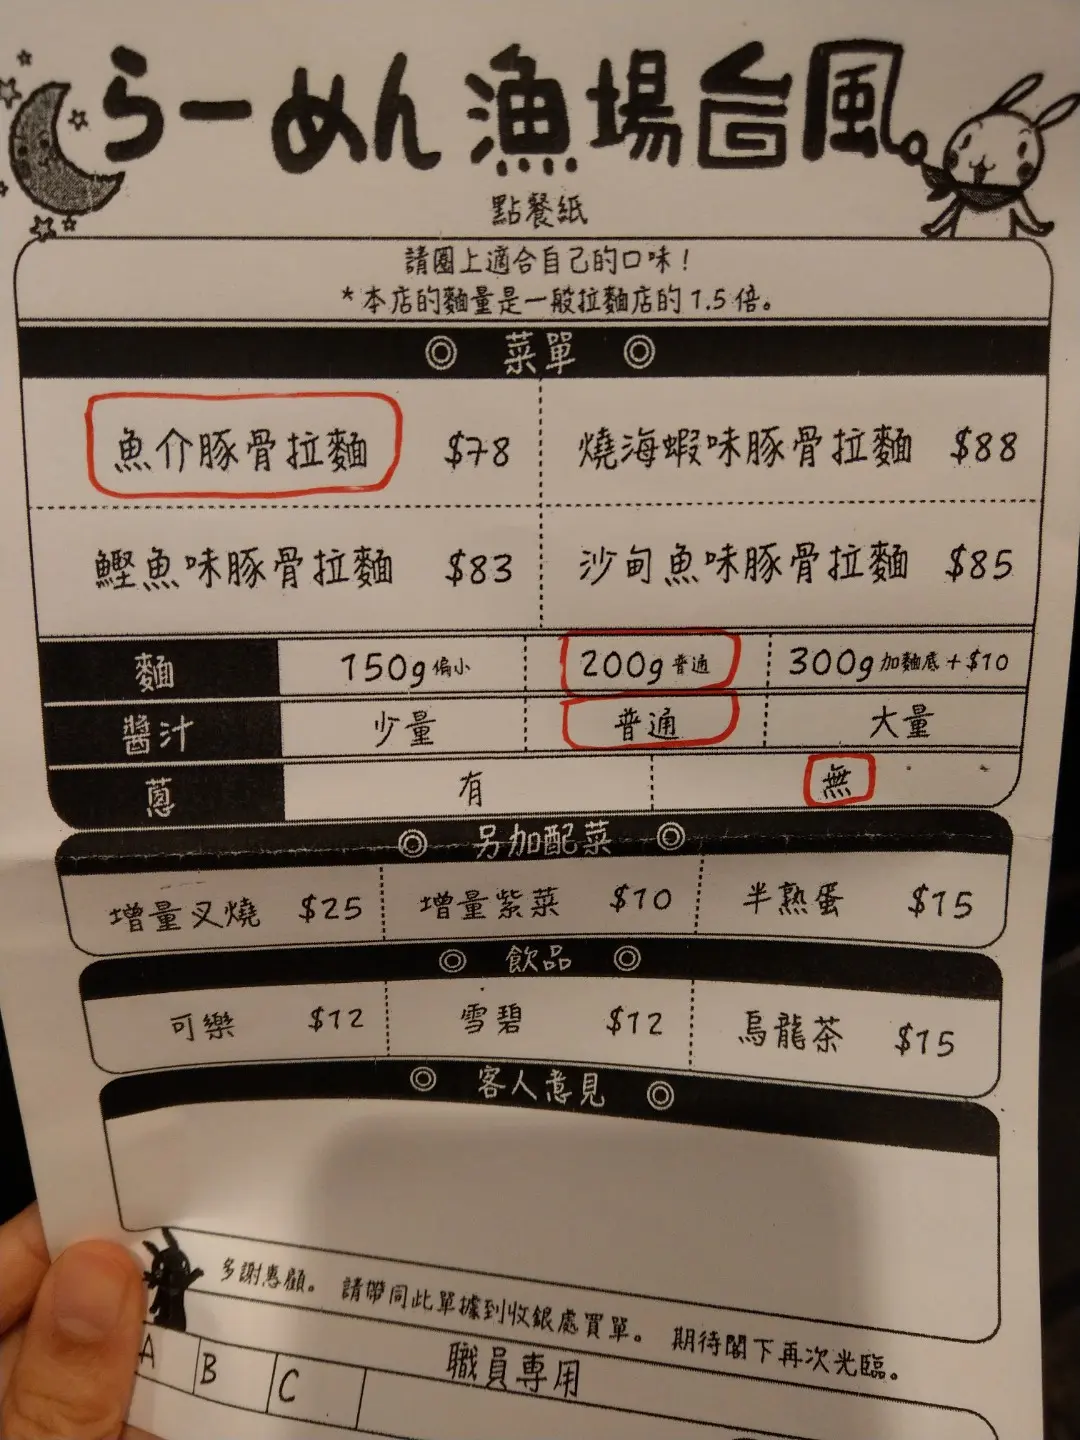 らーめん漁場台風。
點餐紙
請圈上適合自己的口味！
*本店的麵量是一般拉麵店的1.5倍。
◎ 菜單 ◎
魚介豚骨拉麵 $78 燒海蝦味豚骨拉麵 $88
鰹魚味豚骨拉麵 $83 沙甸魚味豚骨拉麵 $85
麵 150g偏小 200g普通 300g加麵底+$10
醬汁 少量 普通 大量
蔥 有 無
◎ 另加配菜 ◎
增量叉燒 $25 增量紫菜 $10 半熟蛋 $15
◎ 飲品 ◎
可樂 $12 雪碧 $12 烏龍茶 $15
◎ 客人意見 ◎
多謝惠顧。 請帶同此單據到收銀處買單。 期待閣下再次光臨。
A B C 職員專用